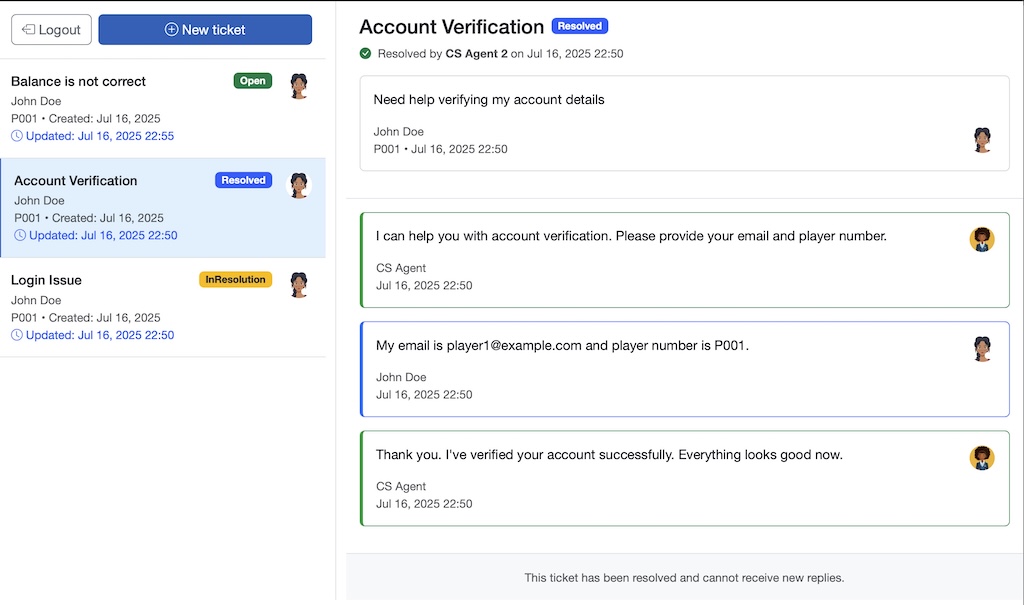 Logout
New ticket
Balance is not correct
Open
John Doe
P001 • Created: Jul 16, 2025
Updated: Jul 16, 2025 22:55
Account Verification
Resolved
John Doe
P001 • Created: Jul 16, 2025
Updated: Jul 16, 2025 22:50
Login Issue
InResolution
John Doe
P001 • Created: Jul 16, 2025
Updated: Jul 16, 2025 22:50
Account Verification Resolved
Resolved by CS Agent 2 on Jul 16, 2025 22:50
Need help verifying my account details
John Doe
P001 • Jul 16, 2025 22:50
I can help you with account verification. Please provide your email and player number.
CS Agent
Jul 16, 2025 22:50
My email is player1@example.com and player number is P001.
John Doe
Jul 16, 2025 22:50
Thank you. I've verified your account successfully. Everything looks good now.
CS Agent
Jul 16, 2025 22:50
This ticket has been resolved and cannot receive new replies.